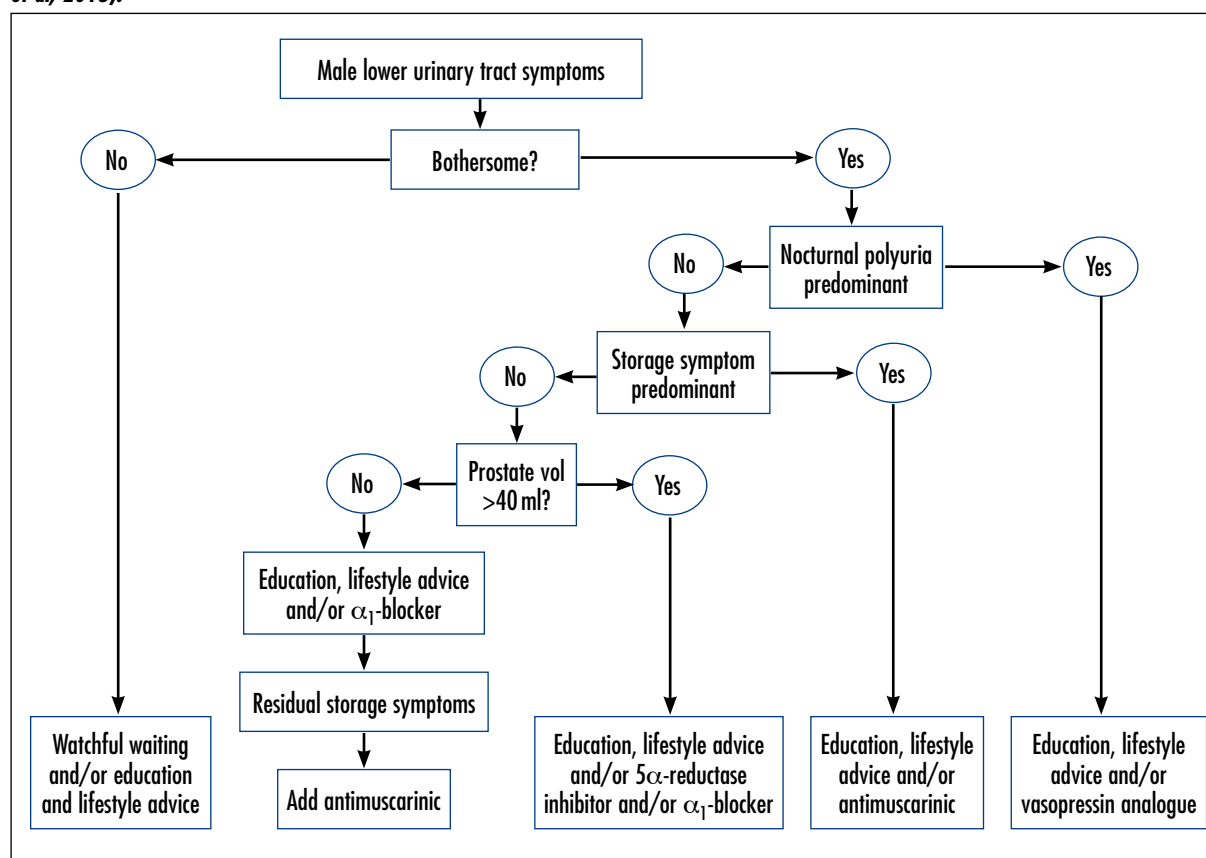 Male lower urinary tract symptoms
No
Bothersome?
Yes
No
Nocturnal polyuria
predominant
Yes
No
Storage symptom
predominant
Yes
No
Prostate vol
>40 ml?
Yes
Education, lifestyle advice
and/or α₁-blocker
Residual storage symptoms
Watchful waiting
and/or education
and lifestyle advice
Add antimuscarinic
Education, lifestyle advice
and/or 5α-reductase
inhibitor and/or α₁-blocker
Education, lifestyle
advice and/or
antimuscarinic
Education, lifestyle
advice and/or
vasopressin analogue